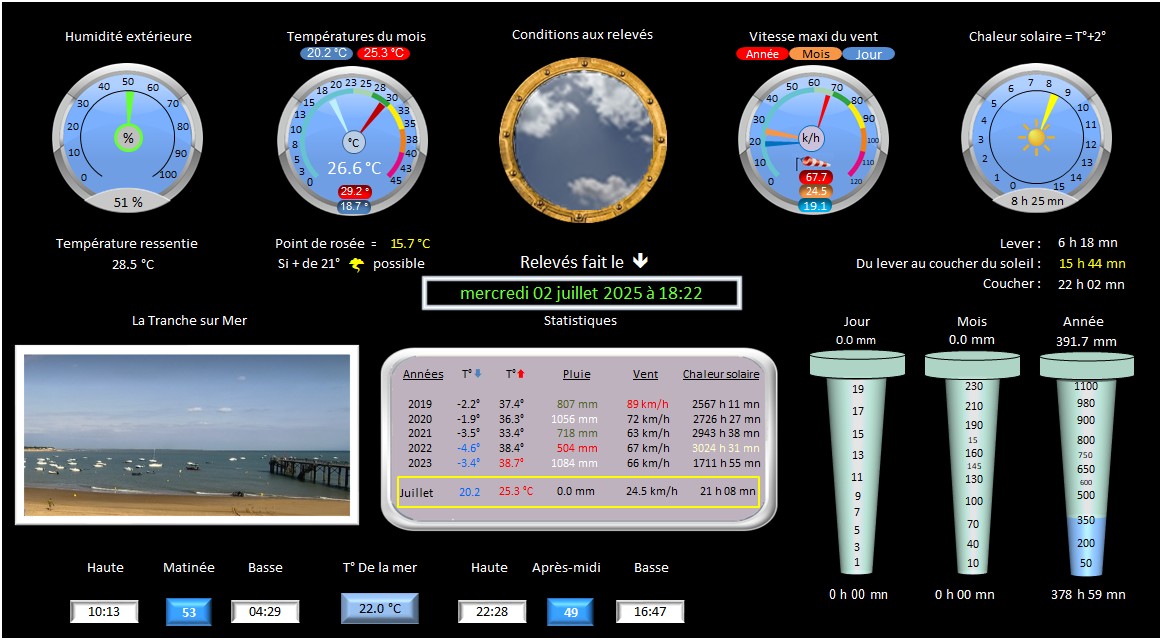 Humidité extérieure
Températures du mois
Conditions aux relevés
Vitesse maxi du vent
Chaleur solaire = T°+2°
20.2 °C 25.3 °C
Année Mois Jour
0 10 20 30 40 50 60 70 80 90 100
%
51 %
0 3 5 8 10 13 15 18 20 23 25 28 30 33 35 38 40 43 45
°C
26.6 °C
29.2 °
18.7 °
0 10 20 30 40 50 60 70 80 90 100 110 120
k/h
67.7
24.5
19.1
0 1 2 3 4 5 6 7 8 9 10 11 12 13 14 15
8 h 25 mn
Température ressentie
28.5 °C
Point de rosée = 15.7 °C
Si + de 21° possible
Relevés fait le
mercredi 02 juillet 2025 à 18:22
Lever : 6 h 18 mn
Du lever au coucher du soleil : 15 h 44 mn
Coucher : 22 h 02 mn
La Tranche sur Mer
Statistiques
Années T° T° Pluie Vent Chaleur solaire
2019 -2.2° 37.4° 807 mm 89 km/h 2567 h 11 mn
2020 -1.9° 36.3° 1056 mm 72 km/h 2726 h 27 mn
2021 -3.5° 33.4° 718 mm 63 km/h 2943 h 38 mn
2022 -4.6° 38.4° 504 mm 67 km/h 3024 h 31 mn
2023 -3.4° 38.7° 1084 mm 66 km/h 1711 h 55 mn
Juillet 20.2 25.3 °C 0.0 mm 24.5 km/h 21 h 08 mn
Jour Mois Année
0.0 mm 0.0 mm 391.7 mm
19 17 15 13 11 9 7 5 3 1
230 210 190 15 160 145 130 100 70 40 10
1100 980 900 800 750 650 600 500 350 200 50
0 h 00 mn 0 h 00 mn 378 h 59 mn
Haute Matinée Basse T° De la mer Haute Après-midi Basse
10:13 53 04:29 22.0 °C 22:28 49 16:47